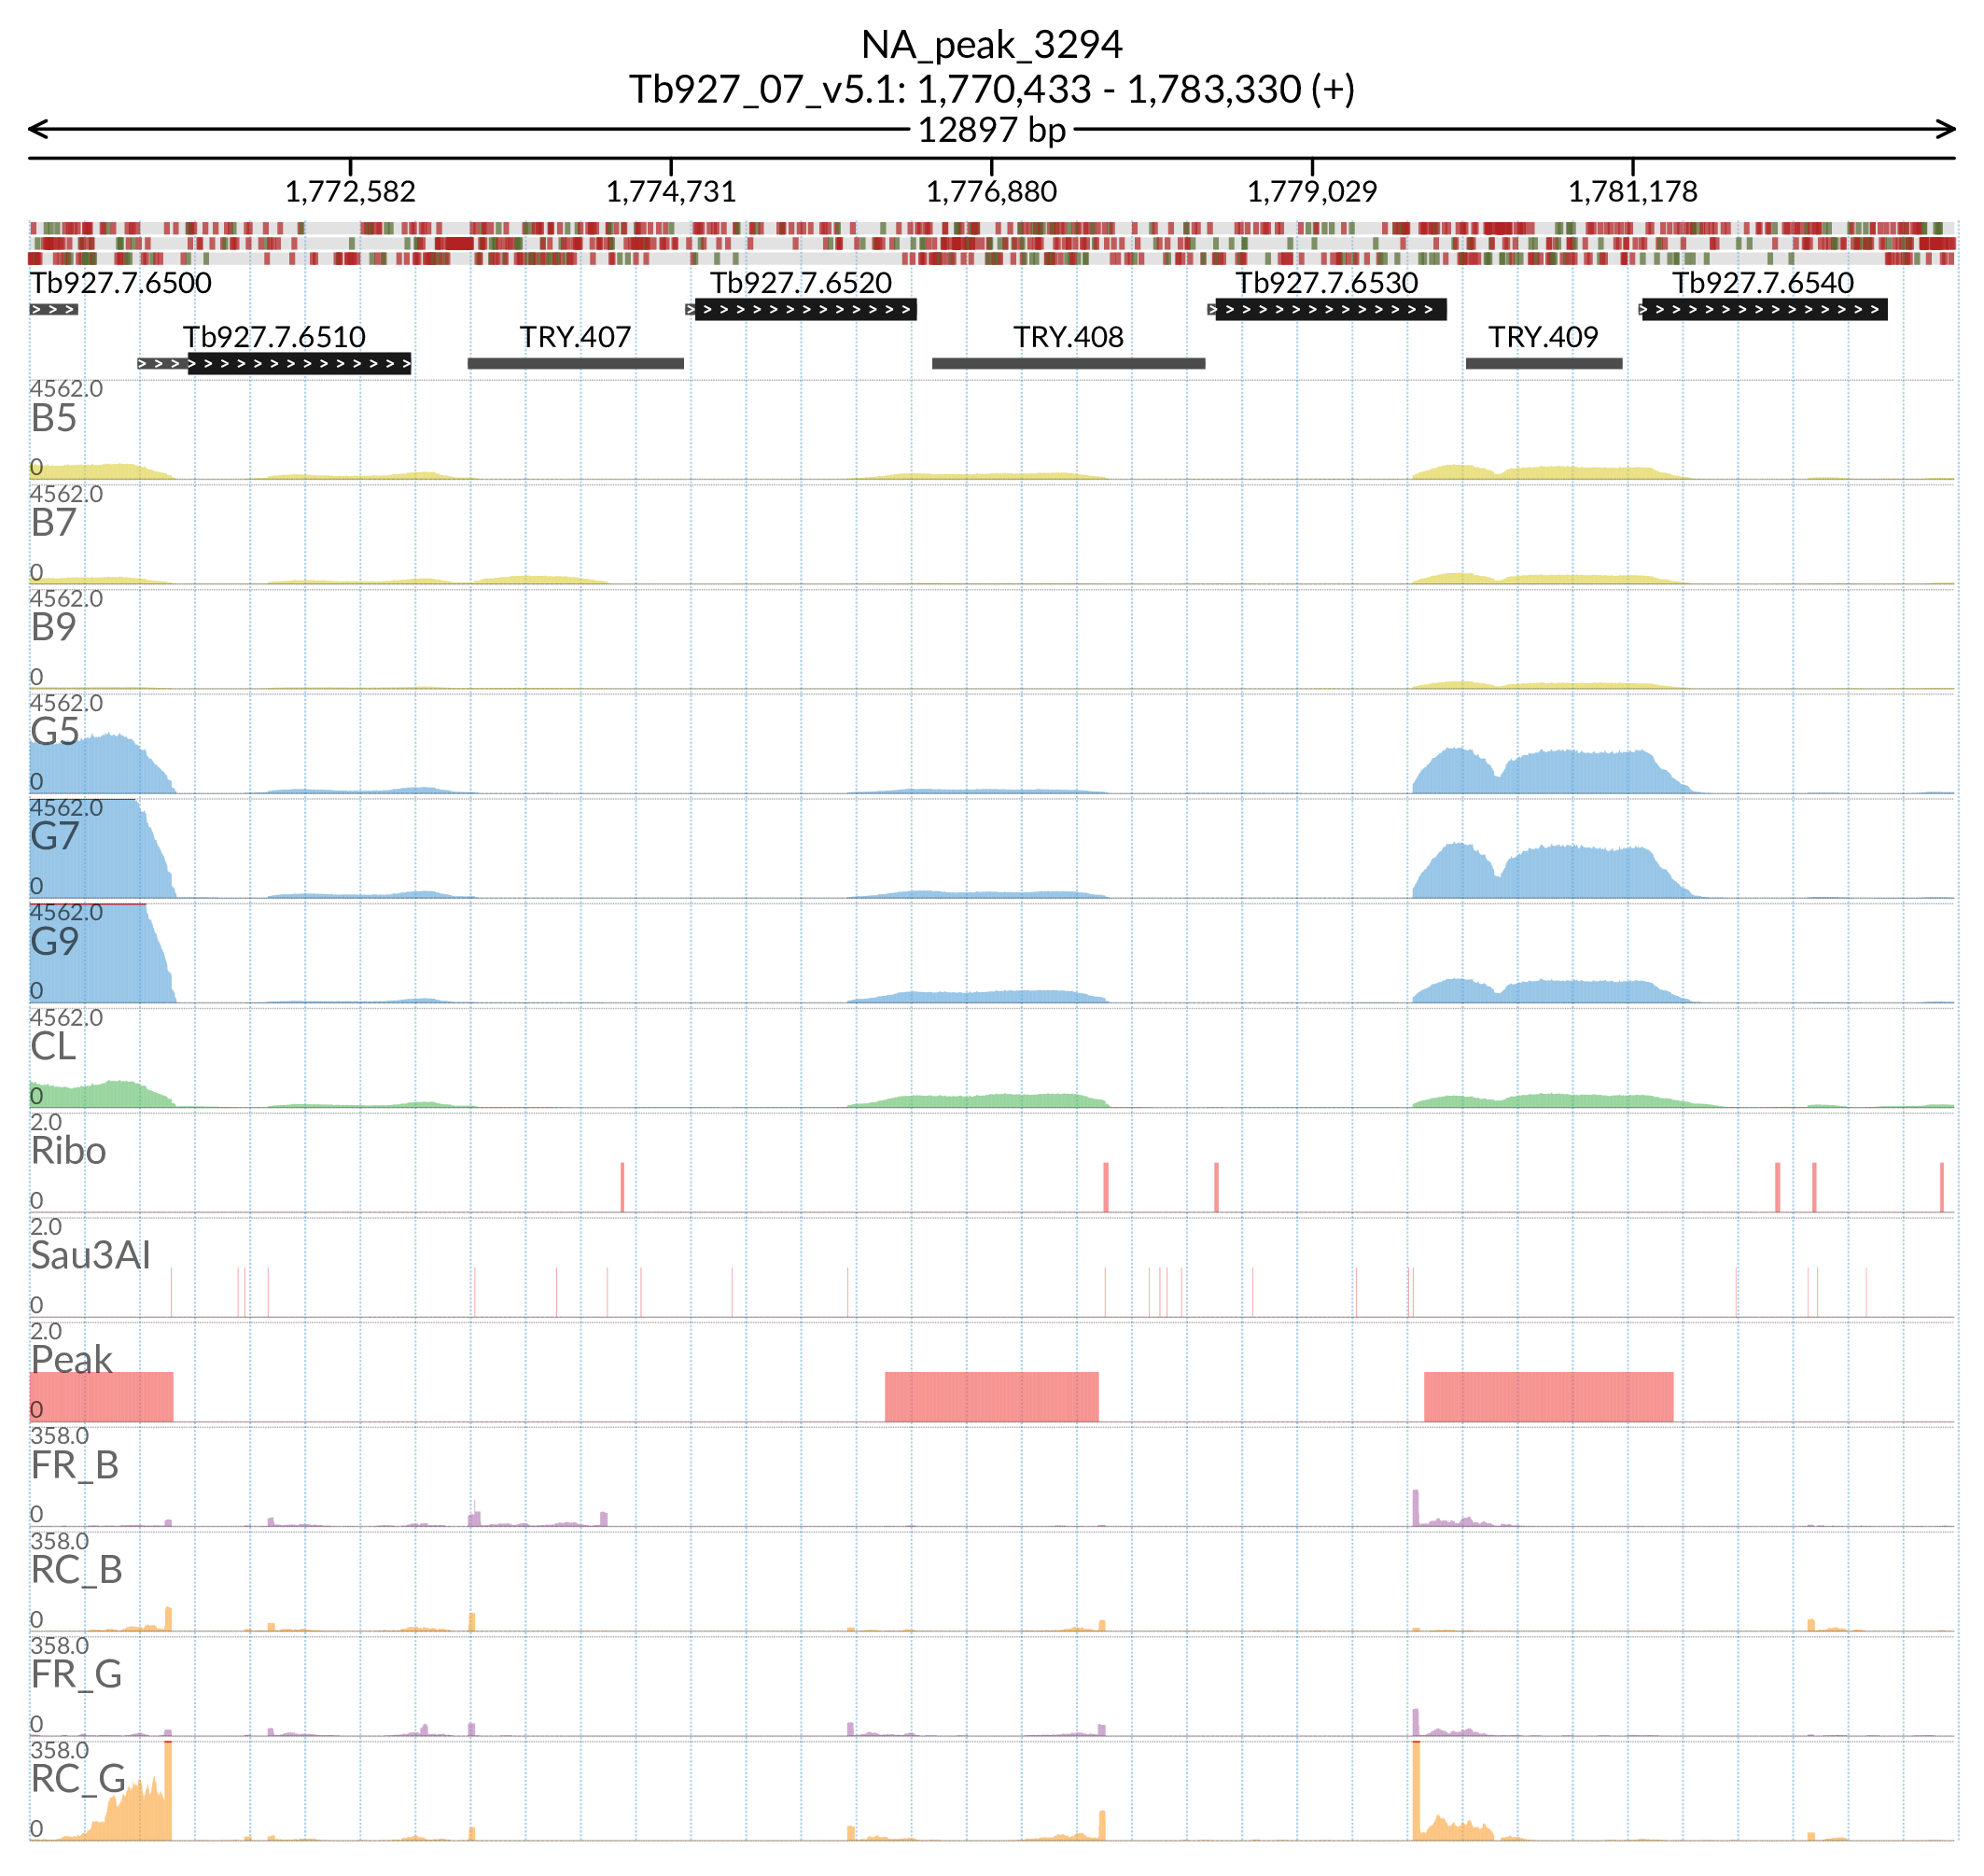 NA_peak_3294
Tb927_07_v5.1: 1,770,433 - 1,783,330 (+)
12897 bp
1,772,582 1,774,731 1,776,880 1,779,029 1,781,178
Tb927.7.6500 Tb927.7.6520 Tb927.7.6530 Tb927.7.6540
Tb927.7.6510 TRY.407 TRY.408 TRY.409
4562.0
B5
0
4562.0
B7
0
4562.0
B9
0
4562.0
G5
0
4562.0
G7
0
4562.0
G9
0
4562.0
CL
0
2.0
Ribo
0
2.0
Sau3AI
0
2.0
Peak
0
358.0
FR_B
0
358.0
RC_B
0
358.0
FR_G
0
358.0
RC_G
0